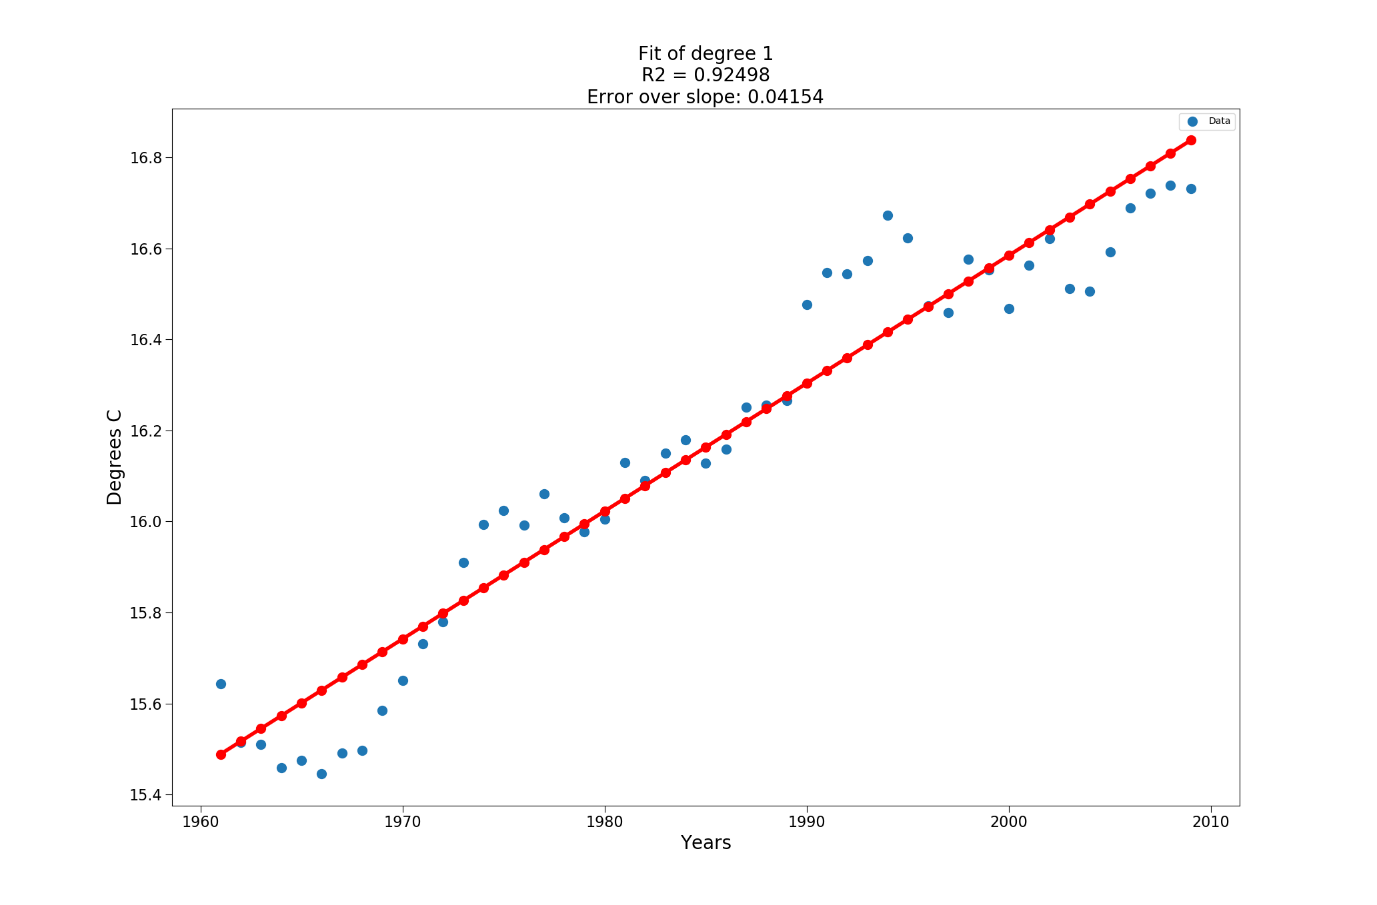 Fit of degree 1
R2 = 0.92498
Error over slope: 0.04154
Data
16.8
16.6
16.4
16.2
16.0
15.8
15.6
15.4
Degrees C
1960 1970 1980 1990 2000 2010
Years